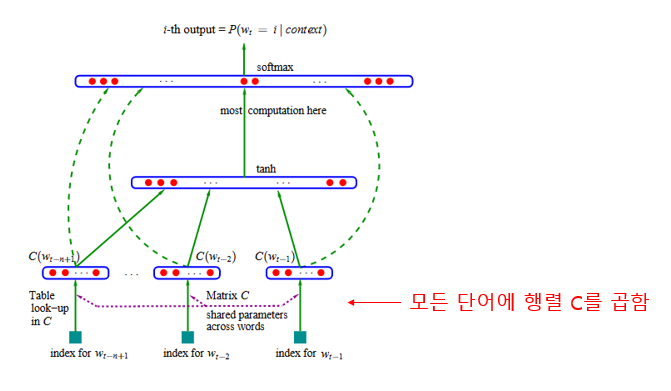 i-th output = P(w_t = i | context)
softmax
...
...
most computation here
tanh
...
...
C(w_{t−n+1})
C(w_{t−2})
C(w_{t−1})
...
...
...
...
Table
look−up
in C
Matrix C
shared parameters
across words
모든 단어에 행렬 C를 곱함
index for w_{t−n+1}
index for w_{t−2}
index for w_{t−1}